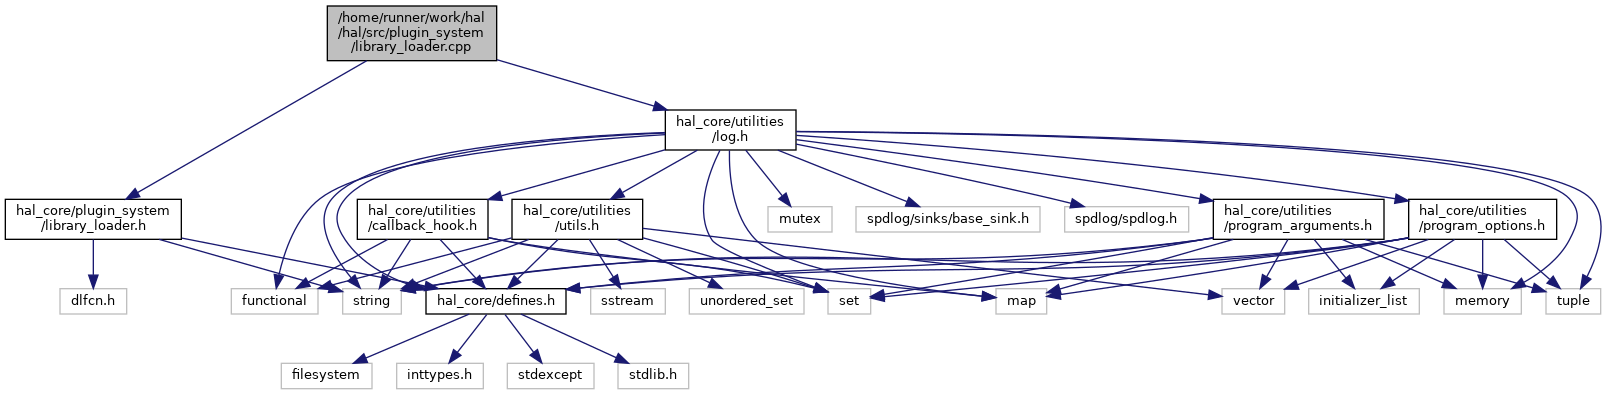 /home/runner/work/hal
/hal/src/plugin_system
/library_loader.cpp
hal_core/utilities
/log.h
hal_core/plugin_system
/library_loader.h
hal_core/utilities
/callback_hook.h
hal_core/utilities
/utils.h
mutex
spdlog/sinks/base_sink.h
spdlog/spdlog.h
hal_core/utilities
/program_arguments.h
hal_core/utilities
/program_options.h
dlfcn.h
functional
string
hal_core/defines.h
sstream
unordered_set
set
map
vector
initializer_list
memory
tuple
filesystem
inttypes.h
stdexcept
stdlib.h